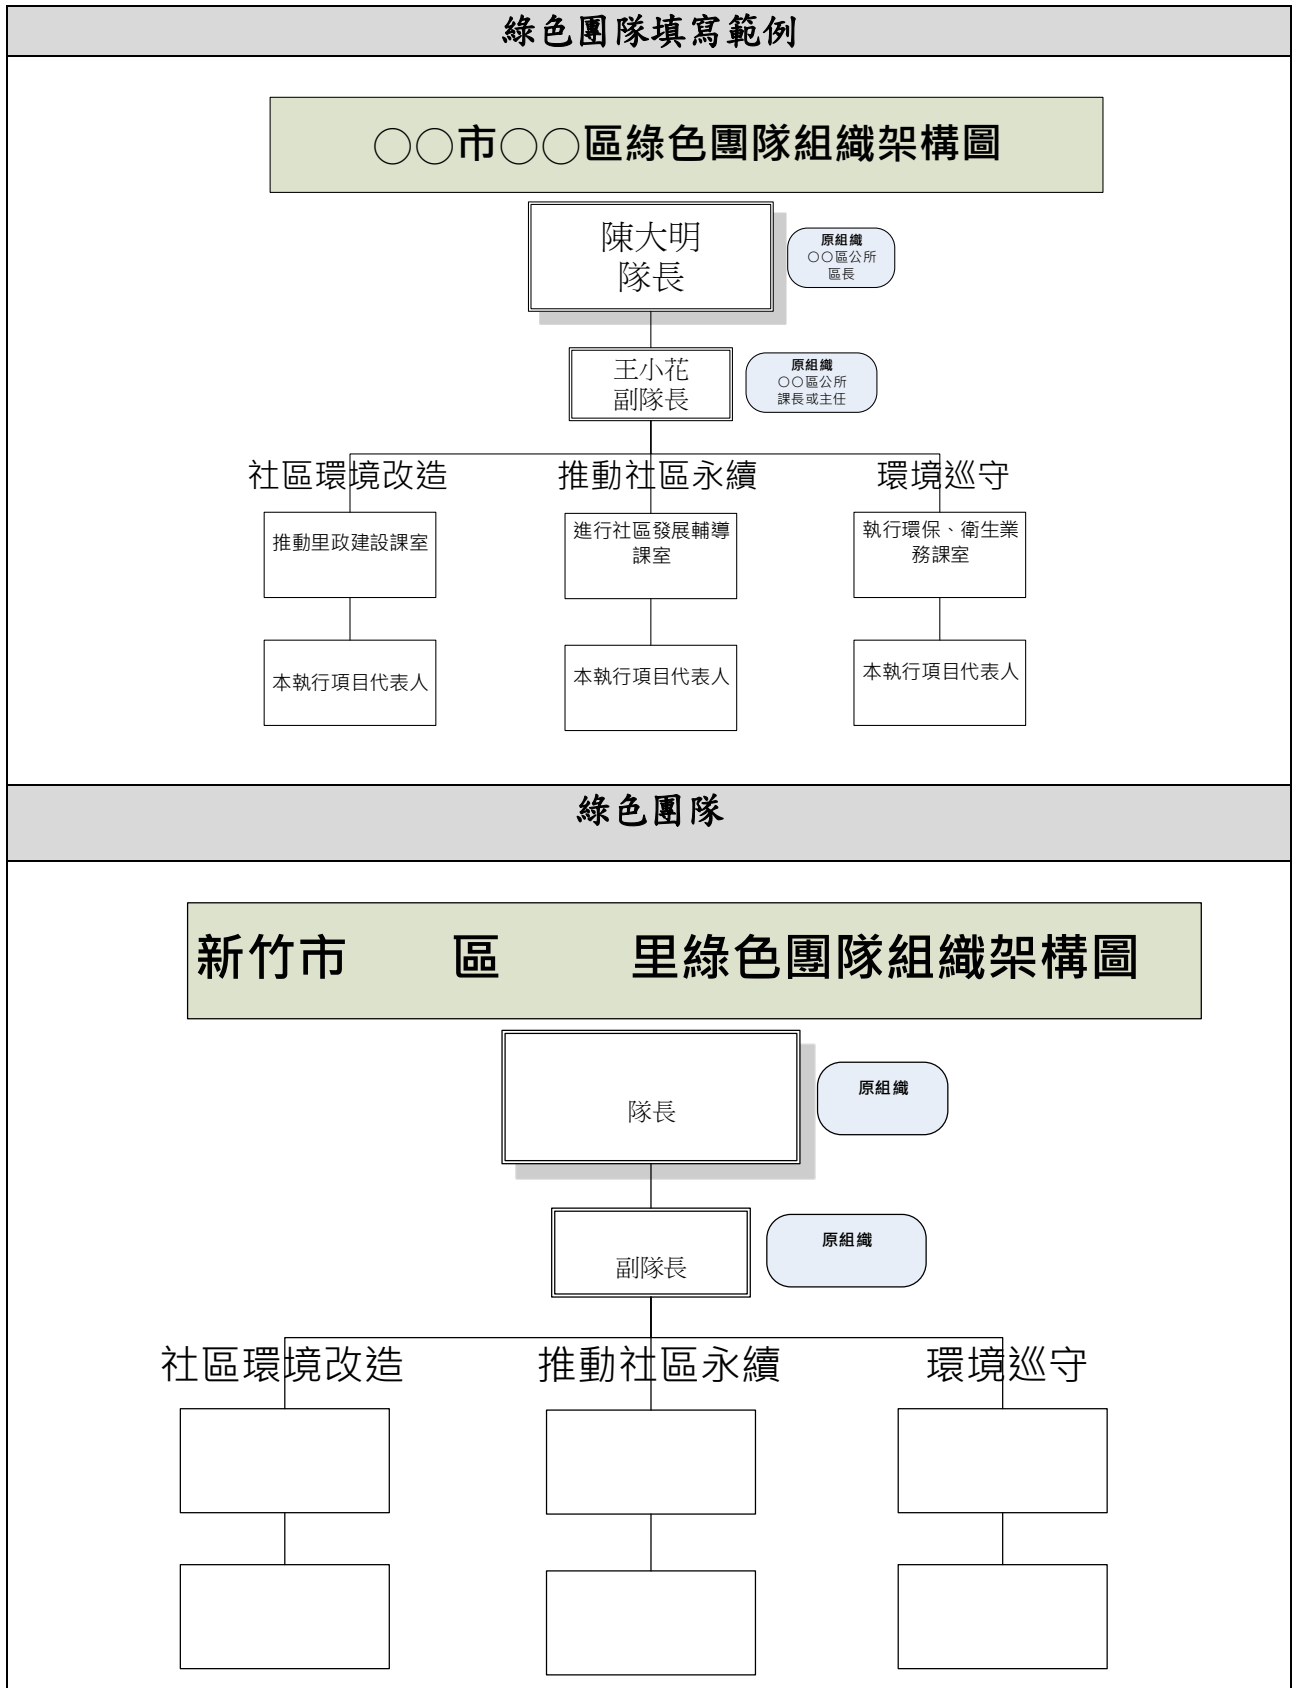 綠色團隊填寫範例
○○市○○區綠色團隊組織架構圖
陳大明
隊長
原組織
○○區公所
區長
王小花
副隊長
原組織
○○區公所
課長或主任
社區環境改造
推動社區永續
環境巡守
推動里政建設課室
進行社區發展輔導
課室
執行環保、衛生業
務課室
本執行項目代表人
本執行項目代表人
本執行項目代表人
綠色團隊
新竹市 區 里綠色團隊組織架構圖
隊長
原組織
副隊長
原組織
社區環境改造
推動社區永續
環境巡守